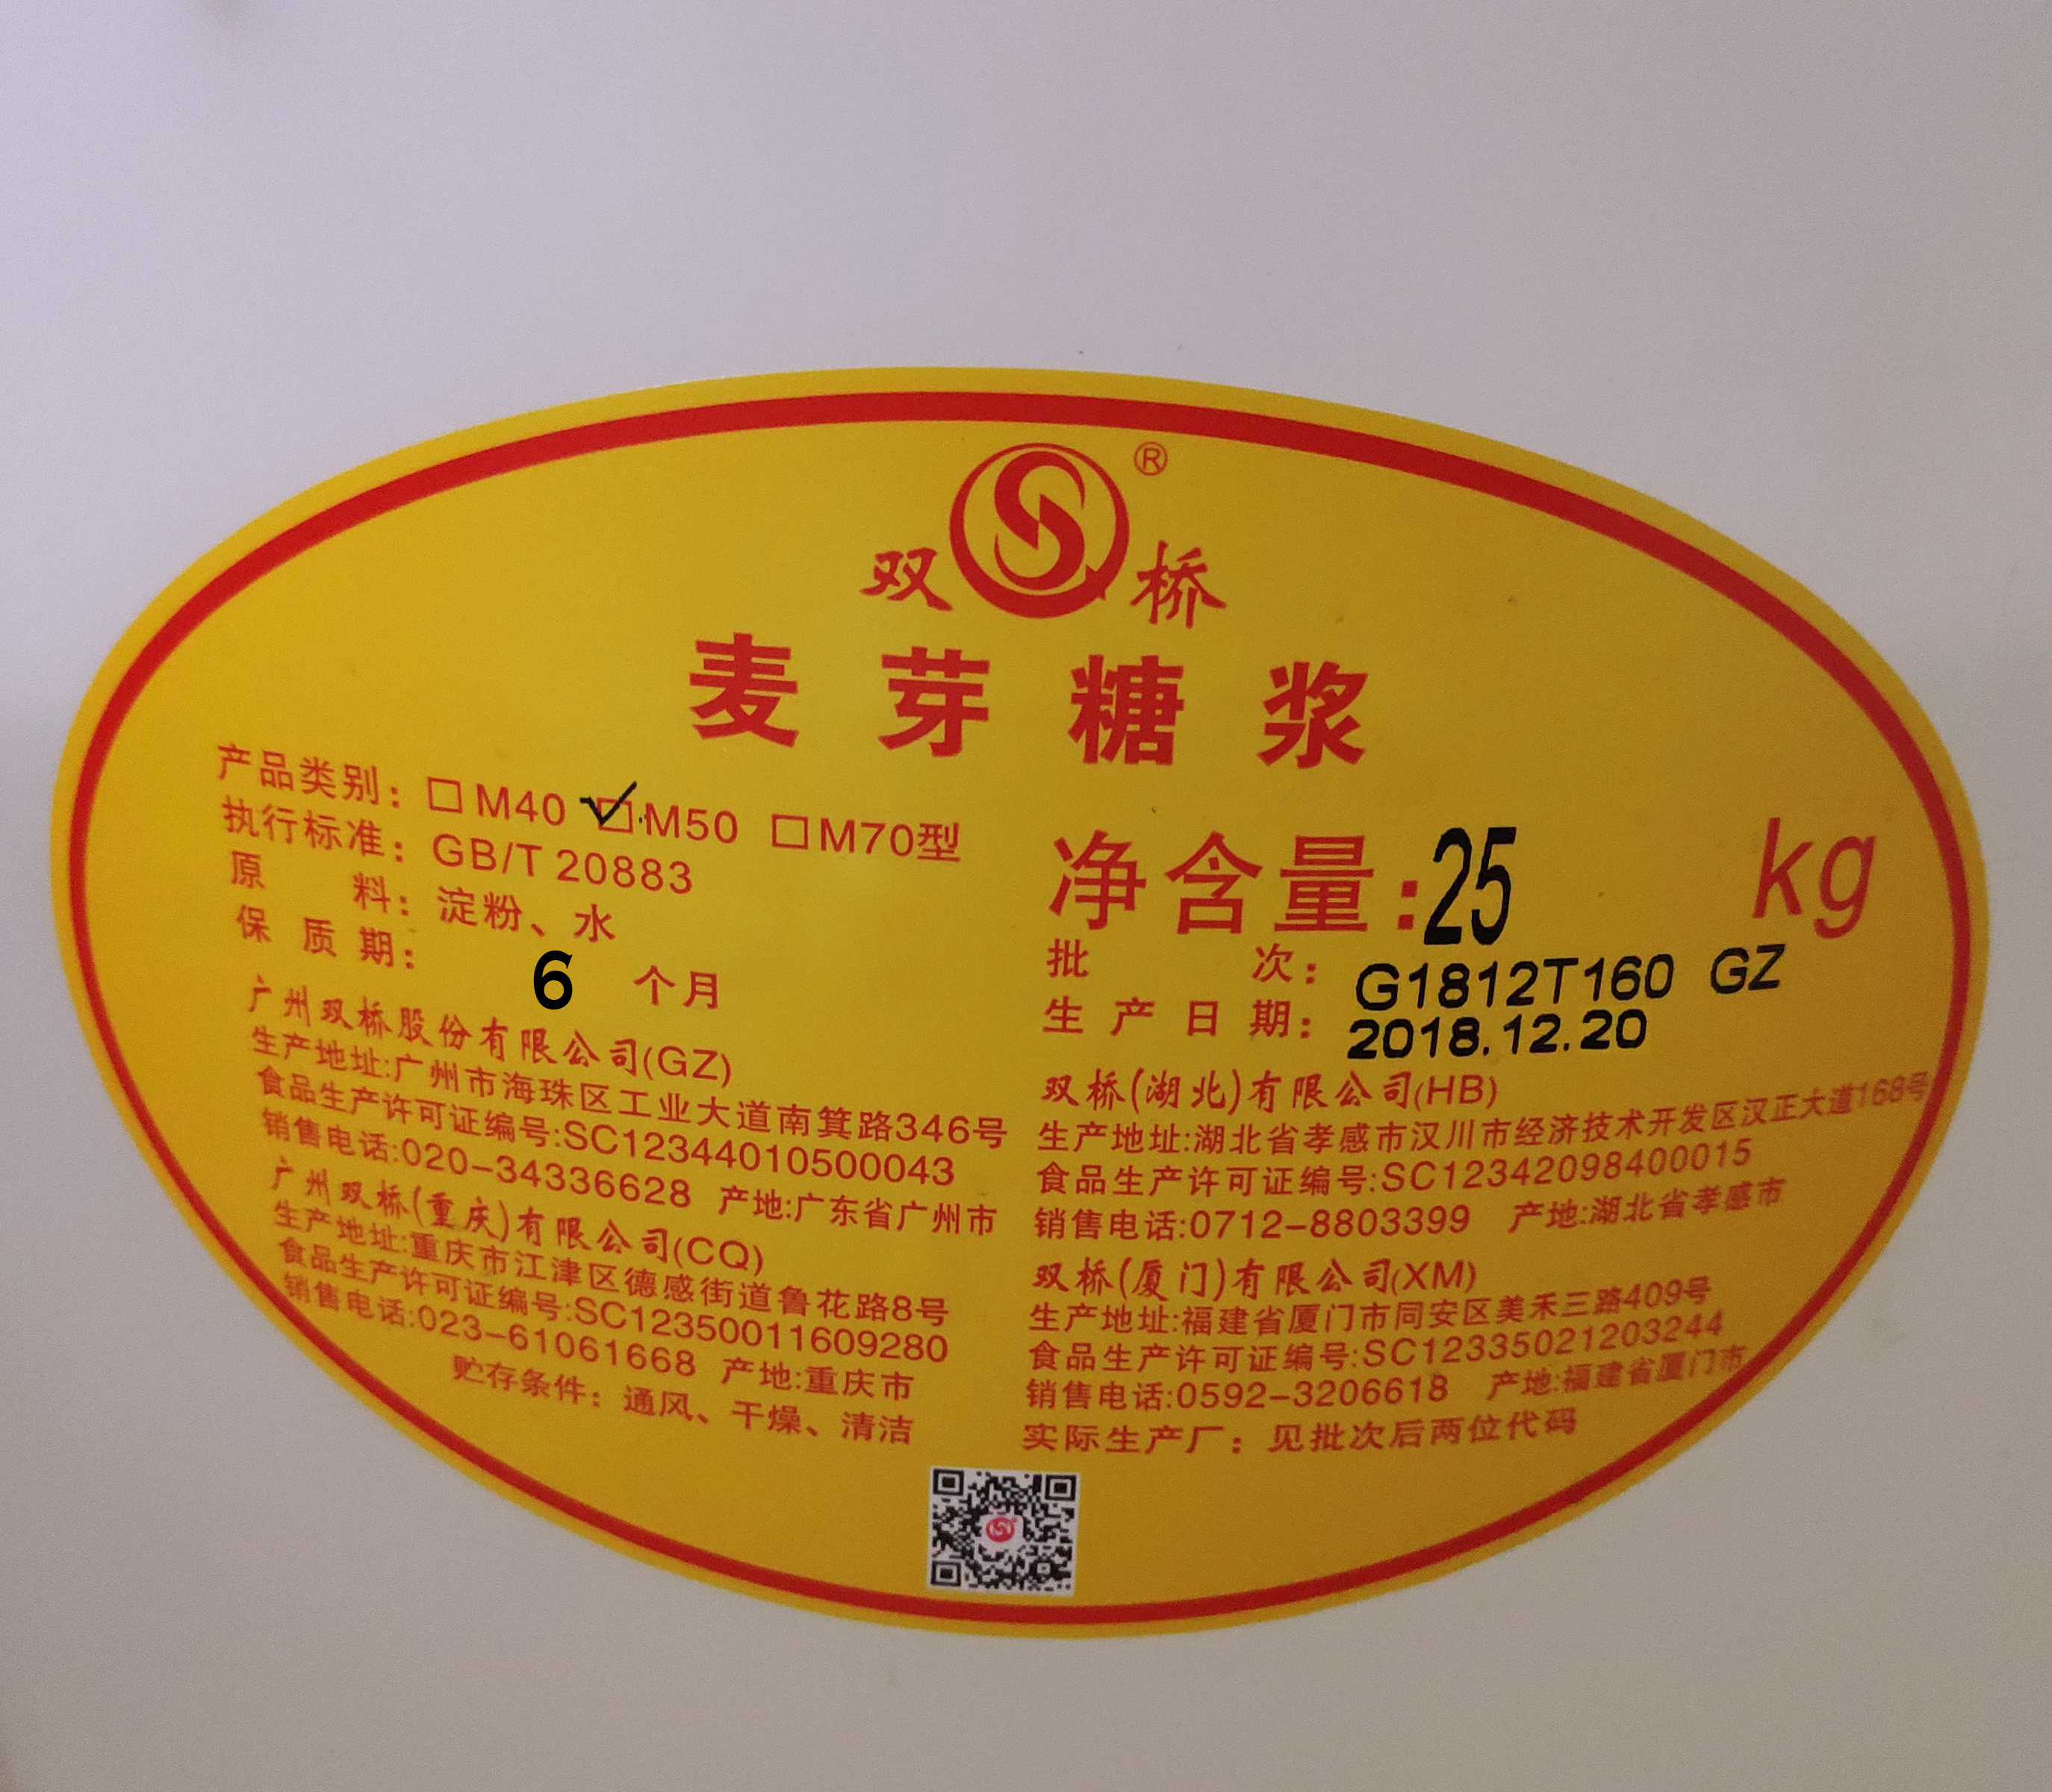 双 桥 ®
麦芽糖浆
产品类别：□M40 ☑M50 □M70型
执行标准：GB/T 20883
原料：淀粉、水
保质期：6 个月
净含量:25 kg
批次：G1812T160 GZ
生产日期：2018.12.20
广州双桥股份有限公司(GZ)
生产地址:广州市海珠区工业大道南箕路346号
食品生产许可证编号:SC12344010500043
销售电话:020-34336628 产地:广东省广州市
广州双桥(重庆)有限公司(CQ)
生产地址:重庆市江津区德感街道鲁花路8号
食品生产许可证编号:SC12350011609280
销售电话:023-61061668 产地:重庆市
贮存条件：通风、干燥、清洁
双桥(湖北)有限公司(HB)
生产地址:湖北省孝感市汉川市经济技术开发区汉正大道168号
食品生产许可证编号:SC12342098400015
销售电话:0712-8803399 产地:湖北省孝感市
双桥(厦门)有限公司(XM)
生产地址:福建省厦门市同安区美禾三路409号
食品生产许可证编号:SC12335021203244
销售电话:0592-3206618 产地:福建省厦门市
实际生产厂：见批次后两位代码